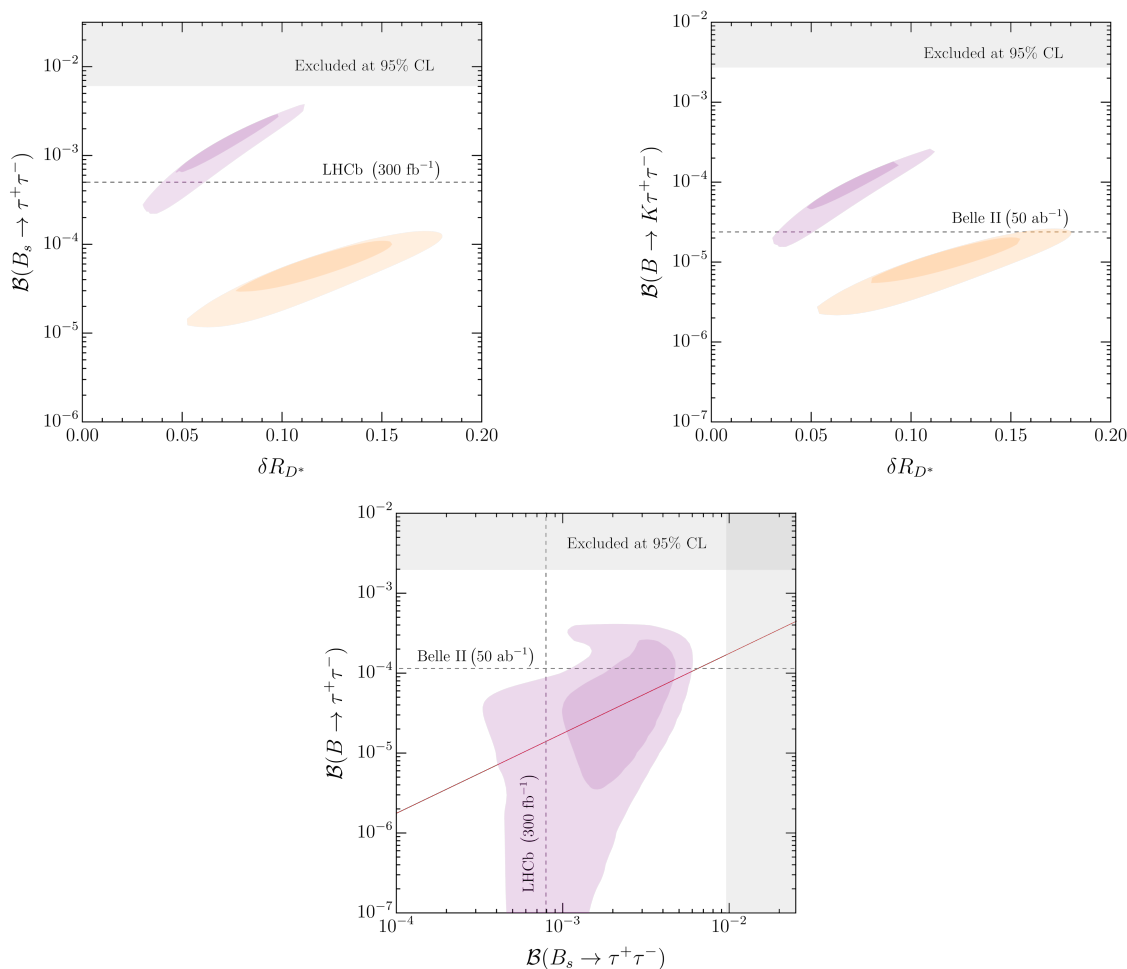 Excluded at 95% CL
LHCb (300 fb⁻¹)
𝓑(B_s → τ⁺τ⁻)
10⁻²
10⁻³
10⁻⁴
10⁻⁵
10⁻⁶
0.00 0.05 0.10 0.15 0.20
δR_{D*}
Excluded at 95% CL
Belle II (50 ab⁻¹)
𝓑(B → Kτ⁺τ⁻)
10⁻²
10⁻³
10⁻⁴
10⁻⁵
10⁻⁶
10⁻⁷
0.00 0.05 0.10 0.15 0.20
δR_{D*}
Excluded at 95% CL
Belle II (50 ab⁻¹)
LHCb (300 fb⁻¹)
𝓑(B → τ⁺τ⁻)
10⁻²
10⁻³
10⁻⁴
10⁻⁵
10⁻⁶
10⁻⁷
10⁻⁴ 10⁻³ 10⁻²
𝓑(B_s → τ⁺τ⁻)